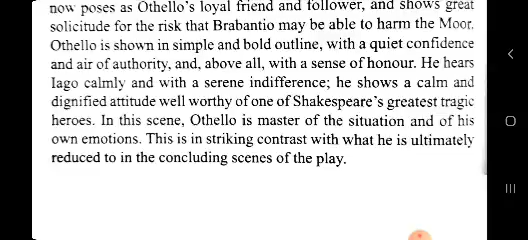 now poses as Othello's loyal friend and follower, and shows great
solicitude for the risk that Brabantio may be able to harm the Moor.
Othello is shown in simple and bold outline, with a quiet confidence
and air of authority, and, above all, with a sense of honour. He hears
Iago calmly and with a serene indifference; he shows a calm and
dignified attitude well worthy of one of Shakespeare's greatest tragic
heroes. In this scene, Othello is master of the situation and of his
own emotions. This is in striking contrast with what he is ultimately
reduced to in the concluding scenes of the play.